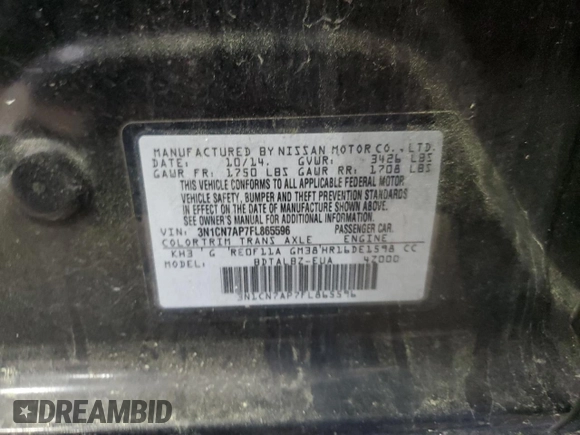 MANUFACTURED BY NISSAN MOTOR CO., LTD.
DATE: 10/14. GVWR: 3426 LBS
GAWR FR: 1750 LBS GAWR RR: 1708 LBS
THIS VEHICLE CONFORMS TO ALL APPLICABLE FEDERAL MOTOR
VEHICLE SAFETY, BUMPER AND THEFT PREVENTION STANDARDS
IN EFFECT ON THE DATE OF MANUFACTURE SHOWN ABOVE.
SEE OWNER'S MANUAL FOR ADDITIONAL INFORMATION.
VIN: 3N1CN7AP7FL865596 PASSENGER CAR.
COLOR TRIM TRANS AXLE ENGINE
KH3 G RE0F11A GM38 HR16DE 1598 CC
MODEL: BDTALBZ-EUA 4Z000
3N1CN7AP7FL865596
DREAMBID